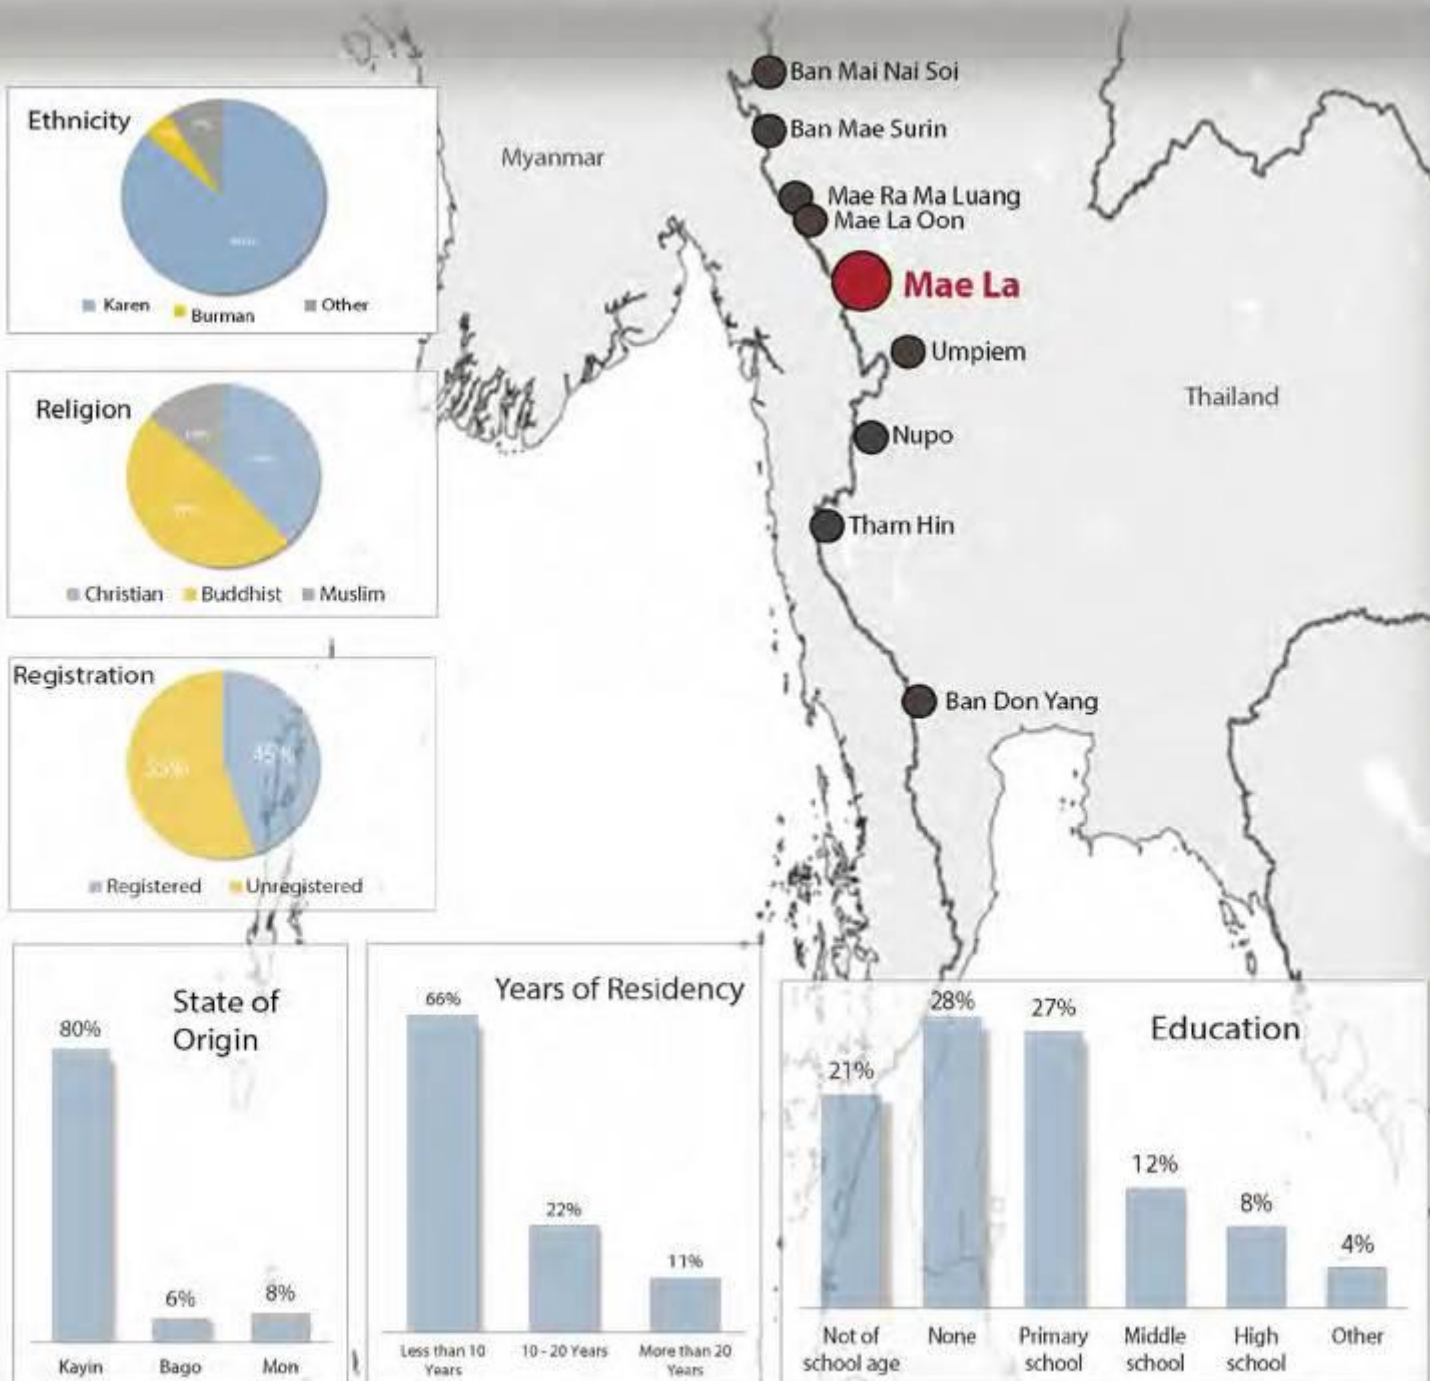 Ban Mai Nai Soi
Ban Mae Surin
Myanmar
Mae Ra Ma Luang
Mae La Oon
Mae La
Umpiem
Thailand
Nupo
Tham Hin
Ban Don Yang
Ethnicity
Karen
Burman
Other
Religion
Christian
Buddhist
Muslim
Registration
55%
45%
Registered
Unregistered
State of
Origin
80%
6%
8%
Kayin
Bago
Mon
Years of Residency
66%
22%
11%
Less than 10
Years
10 - 20 Years
More than 20
Years
Education
21%
28%
27%
12%
8%
4%
Not of
school age
None
Primary
school
Middle
school
High
school
Other